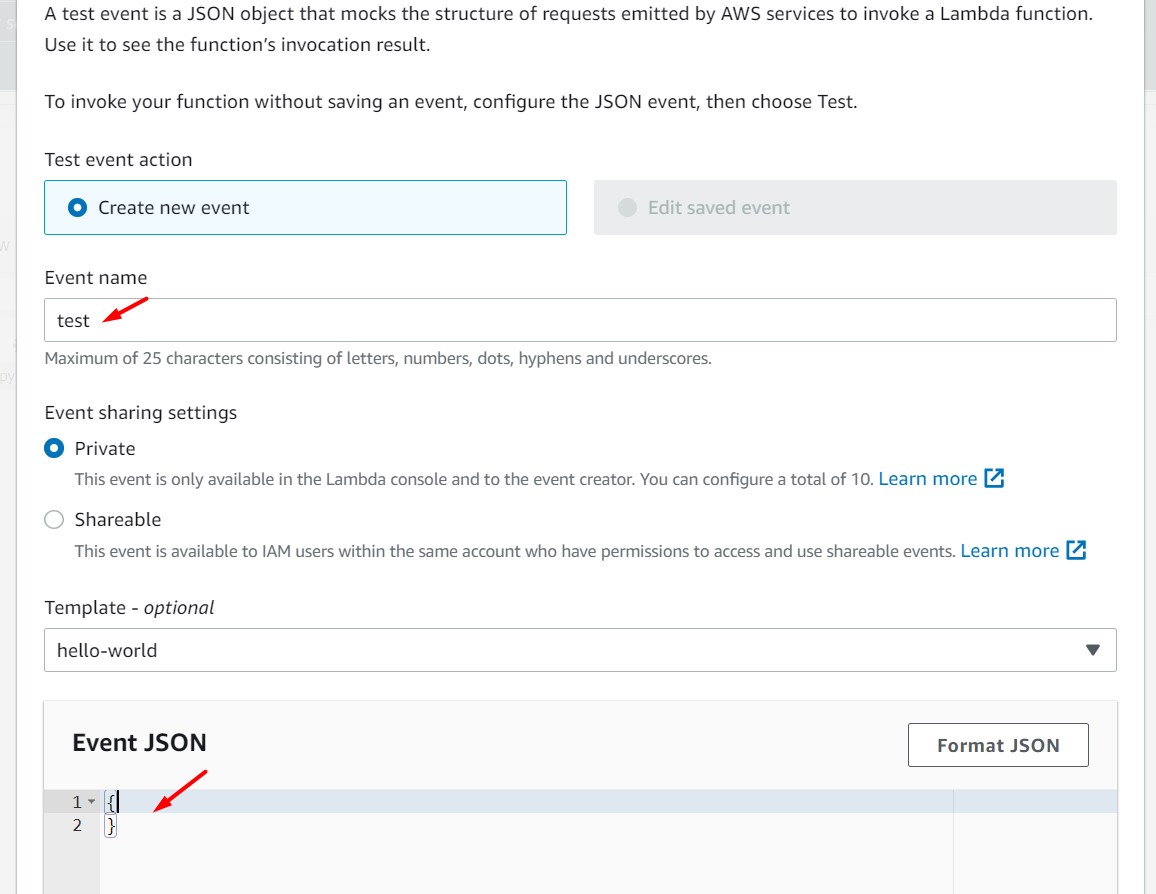 A test event is a JSON object that mocks the structure of requests emitted by AWS services to invoke a Lambda function.
Use it to see the function's invocation result.
To invoke your function without saving an event, configure the JSON event, then choose Test.
Test event action
Create new event
Edit saved event
Event name
test
Maximum of 25 characters consisting of letters, numbers, dots, hyphens and underscores.
Event sharing settings
Private
This event is only available in the Lambda console and to the event creator. You can configure a total of 10. Learn more
Shareable
This event is available to IAM users within the same account who have permissions to access and use shareable events. Learn more
Template - optional
hello-world
Event JSON
Format JSON
1 {
2 }